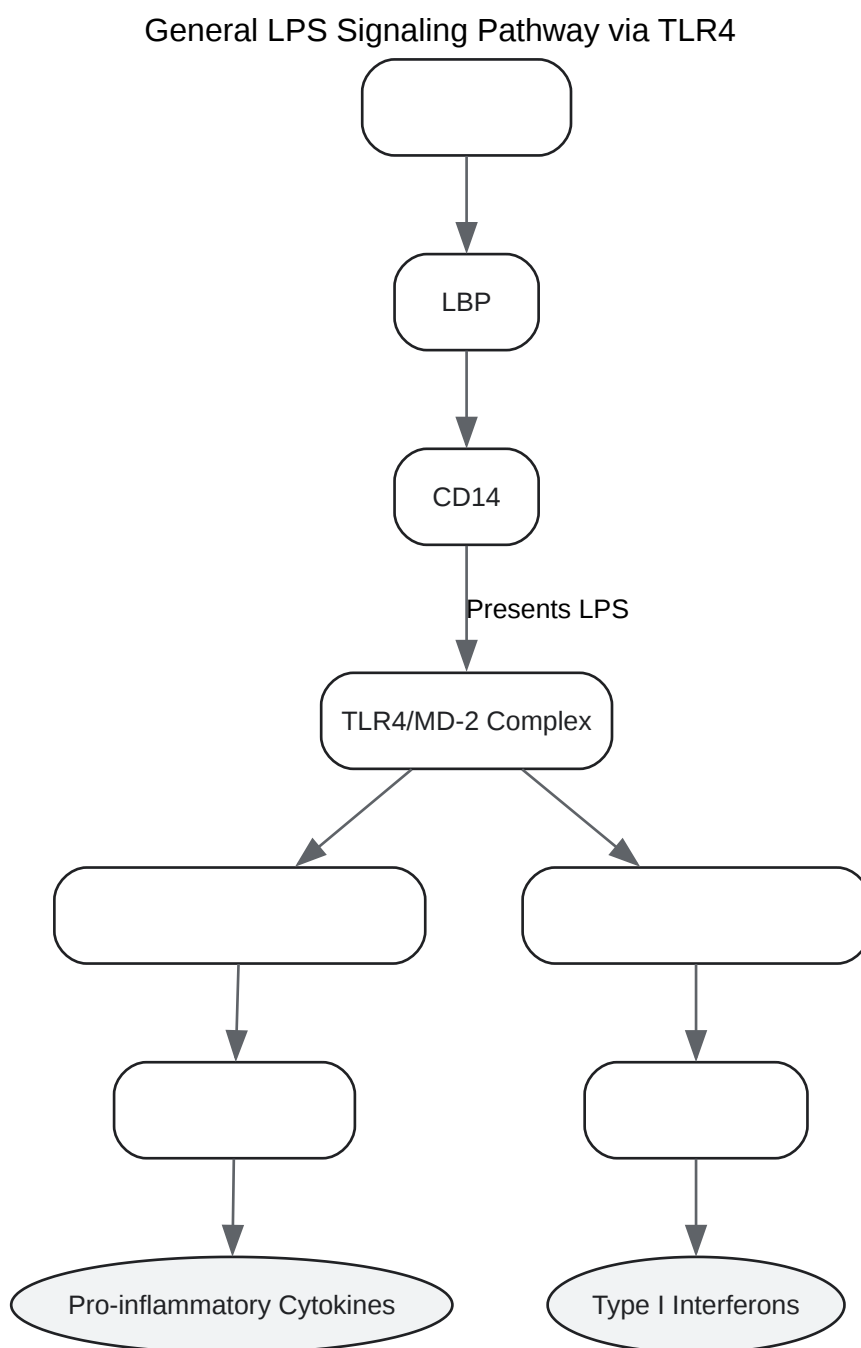 General LPS Signaling Pathway via TLR4
LBP
CD14
Presents LPS
TLR4/MD-2 Complex
Pro-inflammatory Cytokines
Type I Interferons